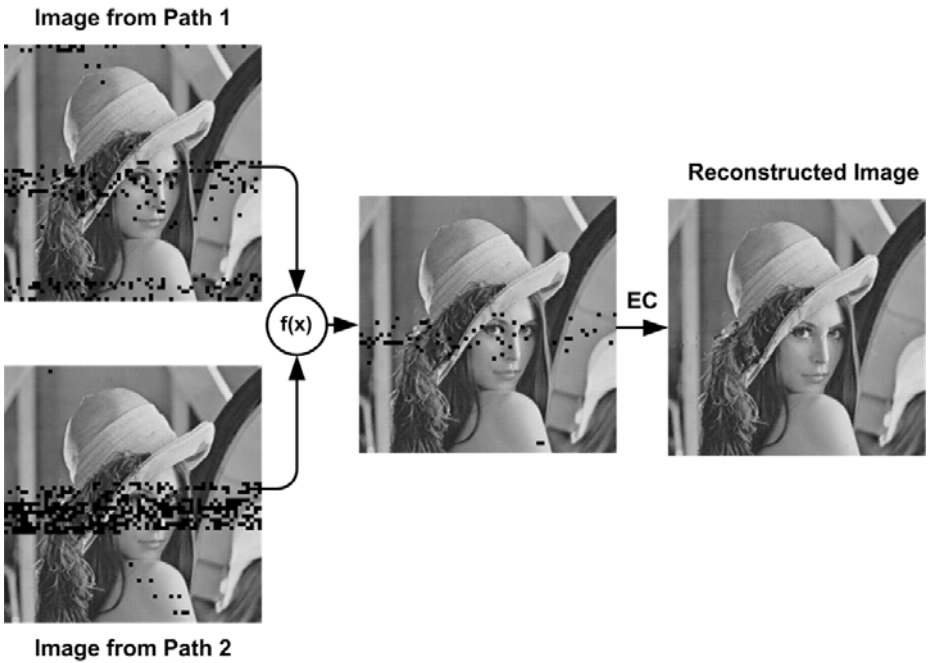 Image from Path 1
Reconstructed Image
f(x)
EC
Image from Path 2